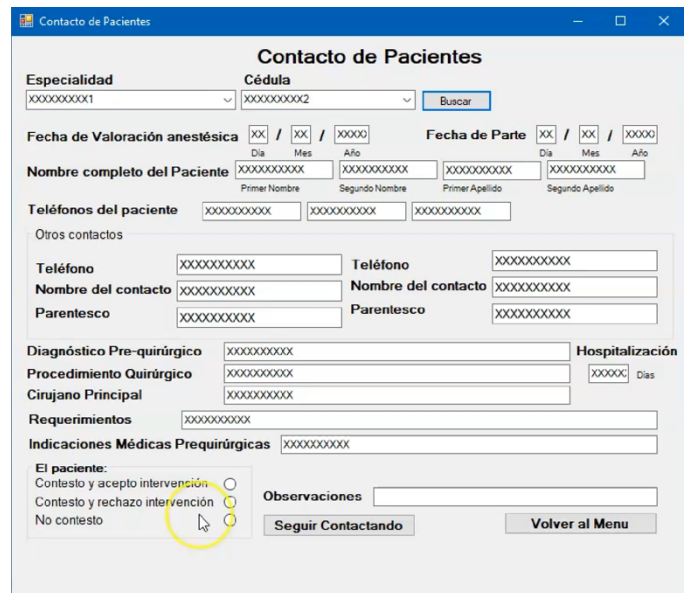 Contacto de Pacientes
Contacto de Pacientes
Especialidad Cédula
XXXXXXXXX1 XXXXXXXXX2 Buscar
Fecha de Valoración anestésica XX / XX / XXXX Fecha de Parte XX / XX / XXXX
Día Mes Año Día Mes Año
Nombre completo del Paciente XXXXXXXXXX XXXXXXXXXX XXXXXXXXXX XXXXXXXXXX
Primer Nombre Segundo Nombre Primer Apellido Segundo Apellido
Teléfonos del paciente XXXXXXXXXX XXXXXXXXXX XXXXXXXXXX
Otros contactos
Teléfono XXXXXXXXXX Teléfono XXXXXXXXXX
Nombre del contacto XXXXXXXXXX Nombre del contacto XXXXXXXXXX
Parentesco XXXXXXXXXX Parentesco XXXXXXXXXX
Diagnóstico Pre-quirúrgico XXXXXXXXXX Hospitalización
Procedimiento Quirúrgico XXXXXXXXXX XXXXX Días
Cirujano Principal XXXXXXXXXX
Requerimientos XXXXXXXXXX
Indicaciones Médicas Prequirúrgicas XXXXXXXXXX
El paciente:
Contesto y acepto intervención
Contesto y rechazo intervención Observaciones
No contesto Seguir Contactando Volver al Menu